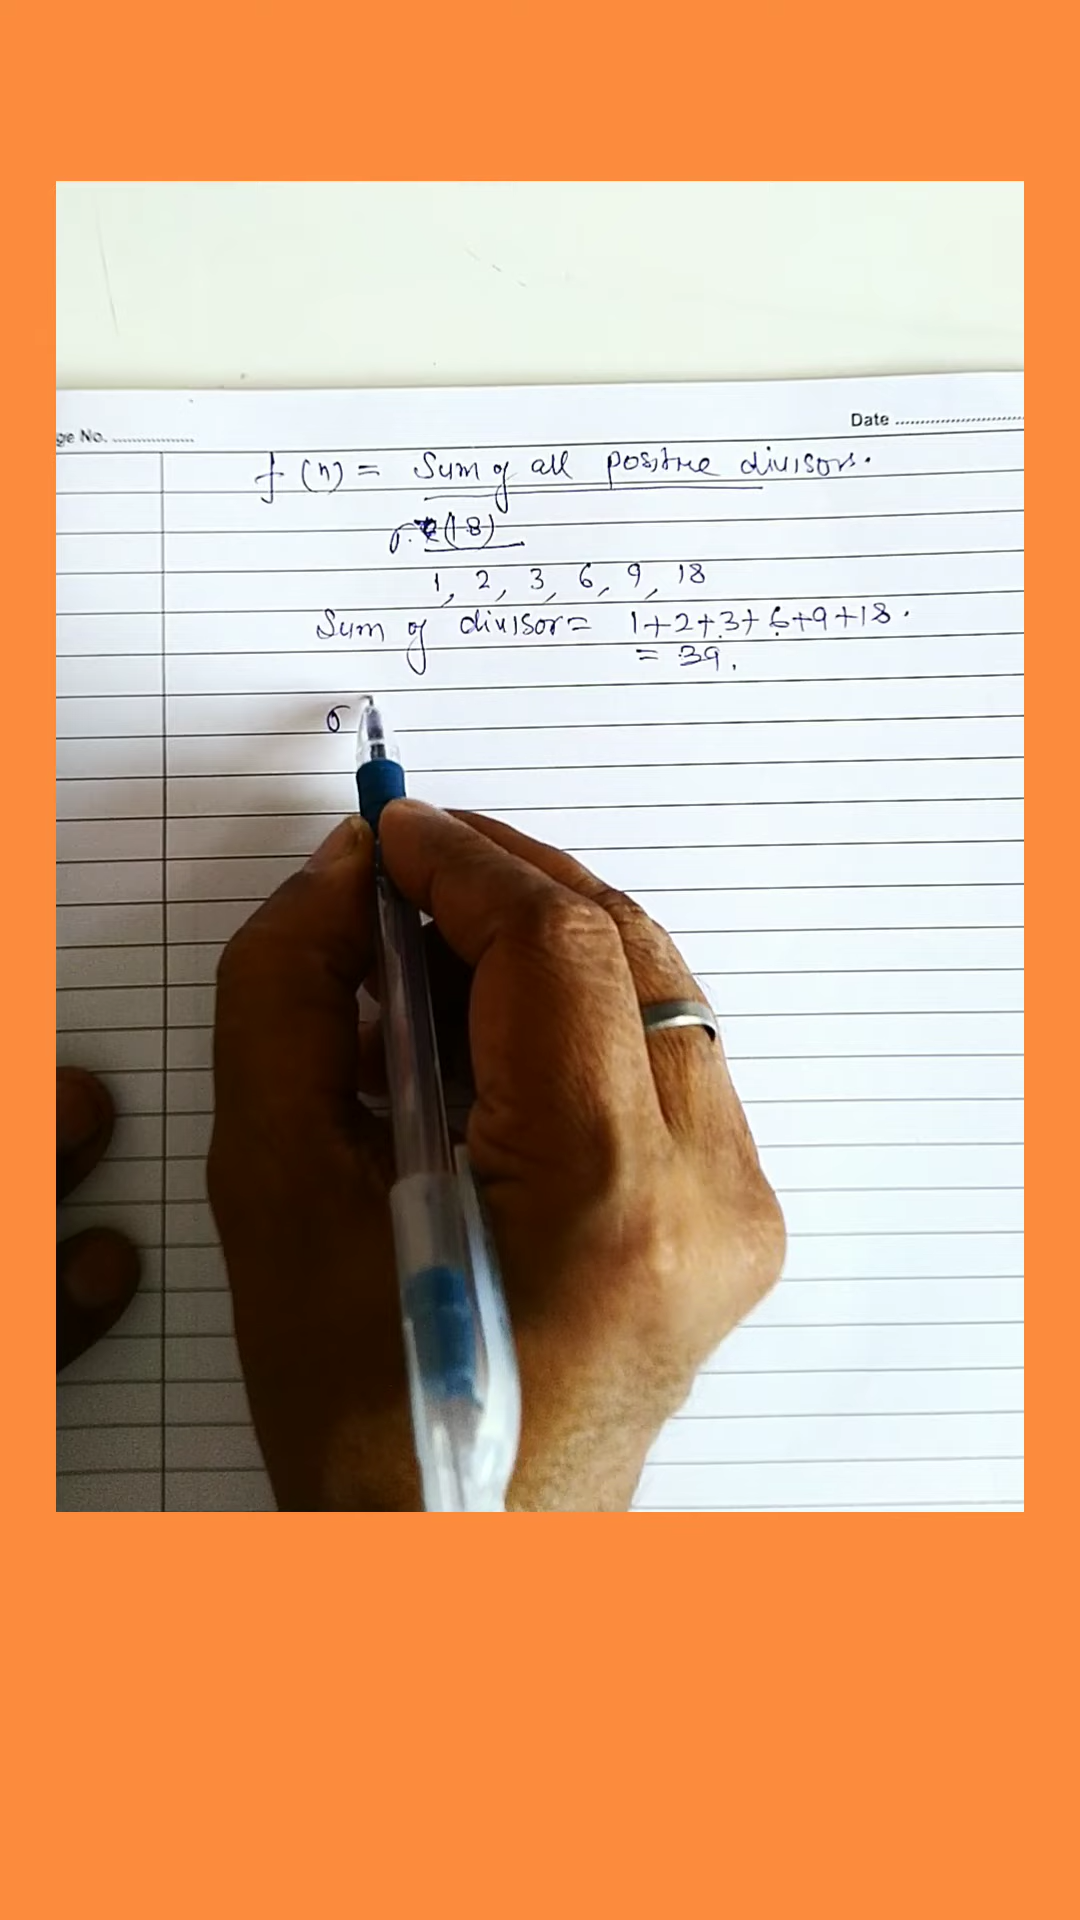 ge No. ....................
Date ..............................
f(n) = Sum of all positive divisors.
σ(18)
1, 2, 3, 6, 9, 18
Sum of divisor = 1+2+3+6+9+18.
= 39.
σ